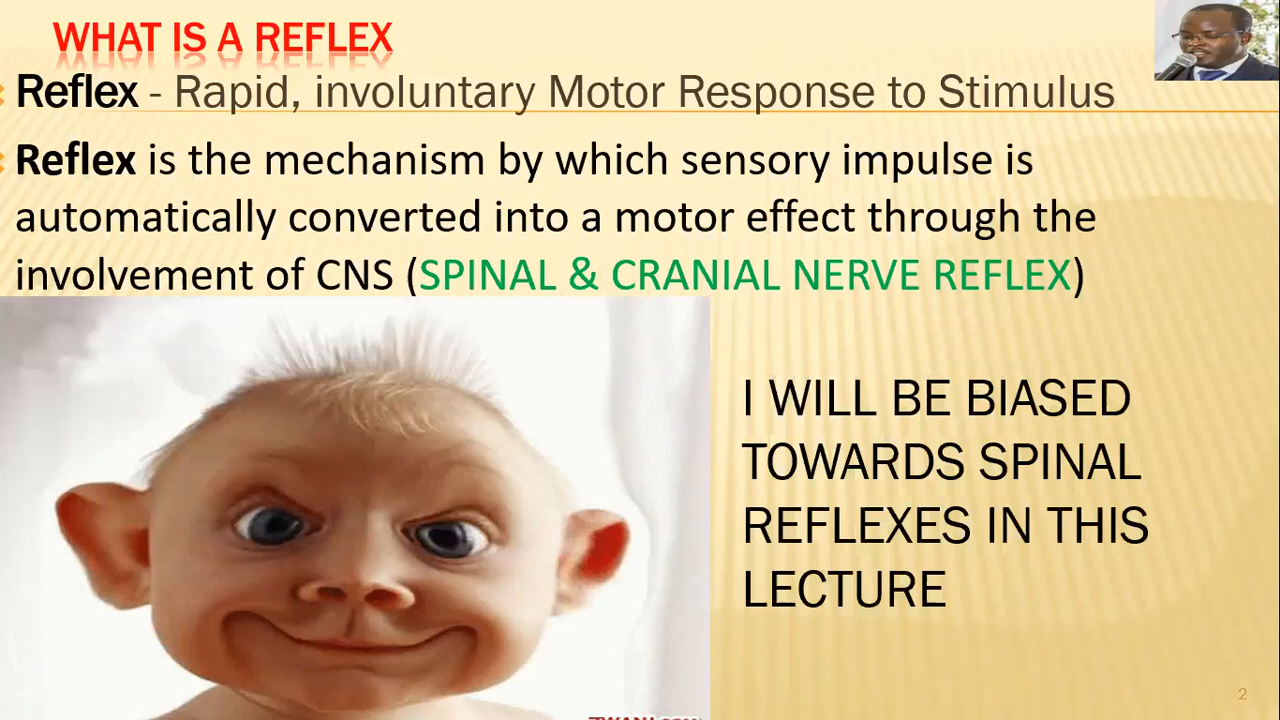 WHAT IS A REFLEX
Reflex - Rapid, involuntary Motor Response to Stimulus
Reflex is the mechanism by which sensory impulse is
automatically converted into a motor effect through the
involvement of CNS (SPINAL & CRANIAL NERVE REFLEX)
I WILL BE BIASED
TOWARDS SPINAL
REFLEXES IN THIS
LECTURE
2